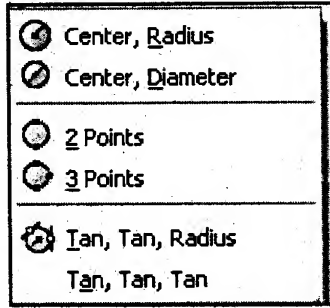 Center, Radius
Center, Diameter
2 Points
3 Points
Tan, Tan, Radius
Tan, Tan, Tan